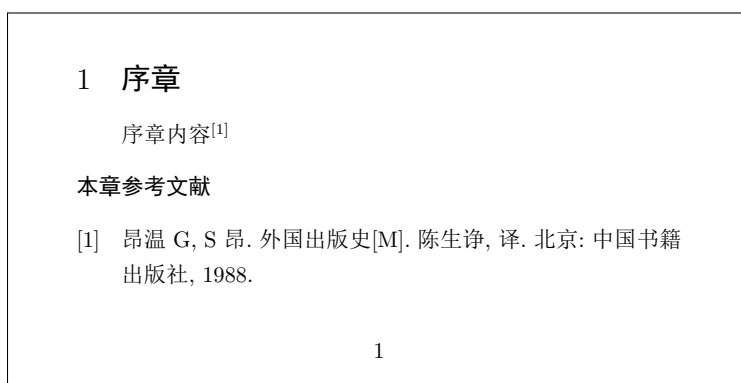 1 序章
序章内容[1]
本章参考文献
[1] 昂温 G, S 昂. 外国出版史[M]. 陈生诤, 译. 北京: 中国书籍
出版社, 1988.
1